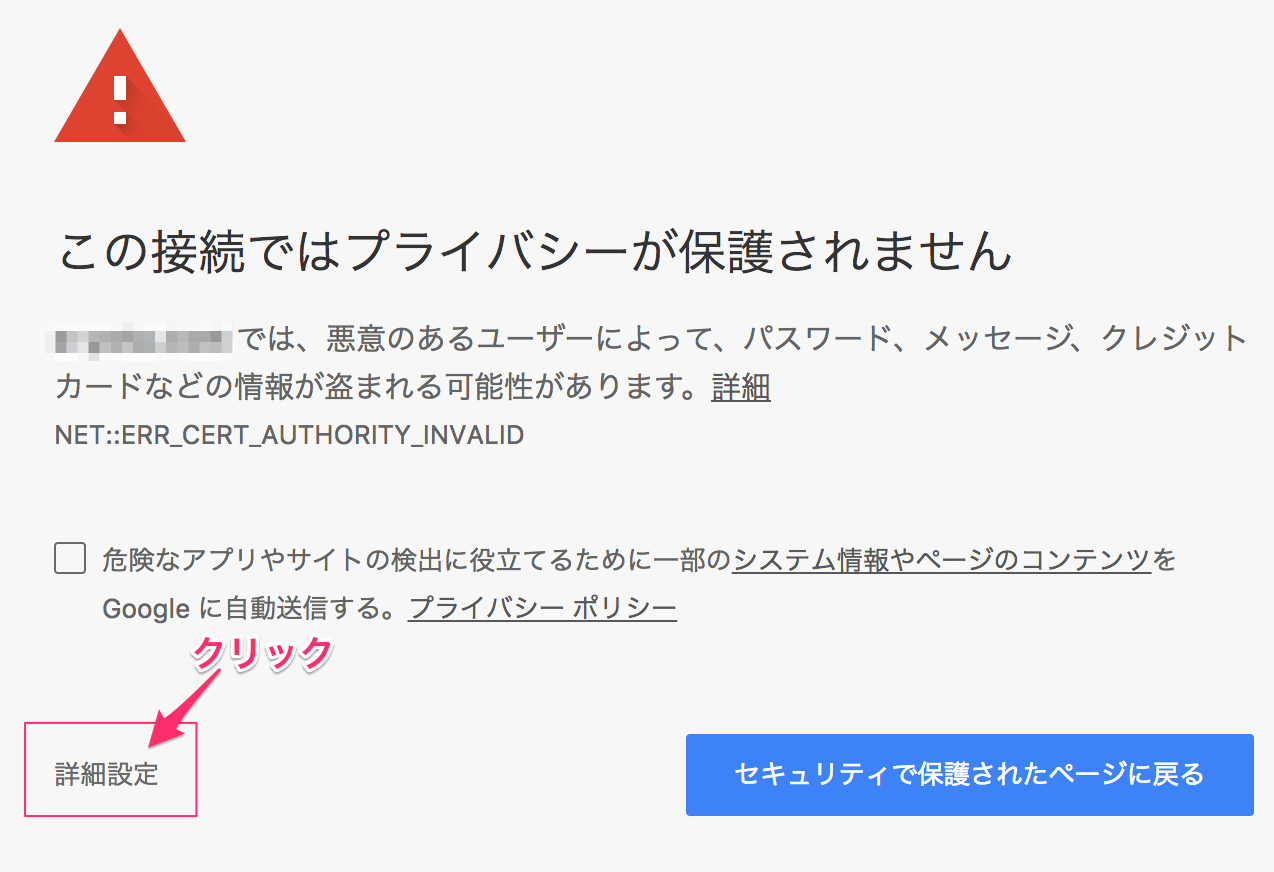 この接続ではプライバシーが保護されません
では、悪意のあるユーザーによって、パスワード、メッセージ、クレジット
カードなどの情報が盗まれる可能性があります。詳細
NET::ERR_CERT_AUTHORITY_INVALID
危険なアプリやサイトの検出に役立てるために一部のシステム情報やページのコンテンツを
Google に自動送信する。プライバシー ポリシー
クリック
詳細設定
セキュリティで保護されたページに戻る